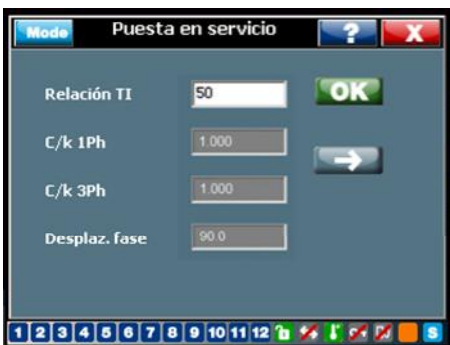 Mode Puesta en servicio ? X
Relación TI 50 OK
C/k 1Ph 1.000
C/k 3Ph 1.000
Desplaz. fase 90.0
1 2 3 4 5 6 7 8 9 10 11 12 S